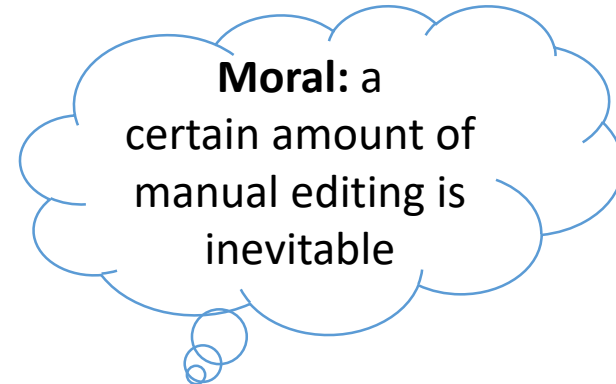 Moral: a
certain amount of
manual editing is
inevitable